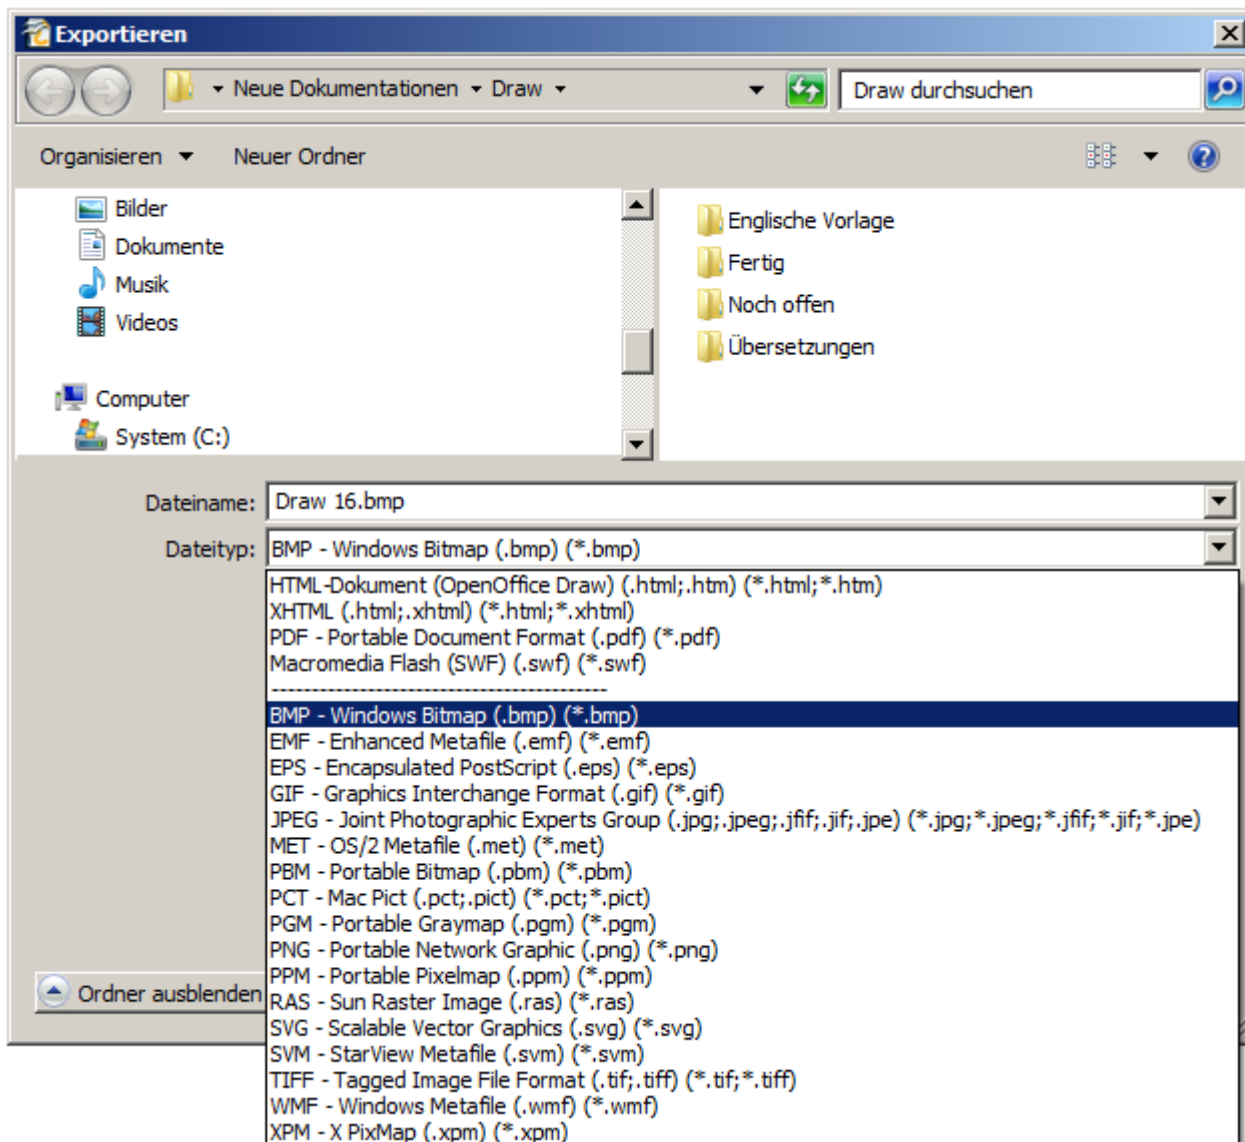 Exportieren
Neue Dokumentationen Draw
Draw durchsuchen
Organisieren Neuer Ordner
Bilder
Dokumente
Musik
Videos
Computer
System (C:)
Englische Vorlage
Fertig
Noch offen
Übersetzungen
Dateiname: Draw 16.bmp
Dateityp: BMP - Windows Bitmap (.bmp) (*.bmp)
HTML-Dokument (OpenOffice Draw) (.html;.htm) (*.html;*.htm)
XHTML (.html;.xhtml) (*.html;*.xhtml)
PDF - Portable Document Format (.pdf) (*.pdf)
Macromedia Flash (SWF) (.swf) (*.swf)
------------------------------------------
BMP - Windows Bitmap (.bmp) (*.bmp)
EMF - Enhanced Metafile (.emf) (*.emf)
EPS - Encapsulated PostScript (.eps) (*.eps)
GIF - Graphics Interchange Format (.gif) (*.gif)
JPEG - Joint Photographic Experts Group (.jpg;.jpeg;.jfif;.jif;.jpe) (*.jpg;*.jpeg;*.jfif;*.jif;*.jpe)
MET - OS/2 Metafile (.met) (*.met)
PBM - Portable Bitmap (.pbm) (*.pbm)
PCT - Mac Pict (.pct;.pict) (*.pct;*.pict)
PGM - Portable Graymap (.pgm) (*.pgm)
PNG - Portable Network Graphic (.png) (*.png)
PPM - Portable Pixelmap (.ppm) (*.ppm)
Ordner ausblenden
RAS - Sun Raster Image (.ras) (*.ras)
SVG - Scalable Vector Graphics (.svg) (*.svg)
SVM - StarView Metafile (.svm) (*.svm)
TIFF - Tagged Image File Format (.tif;.tiff) (*.tif;*.tiff)
WMF - Windows Metafile (.wmf) (*.wmf)
XPM - X PixMap (.xpm) (*.xpm)